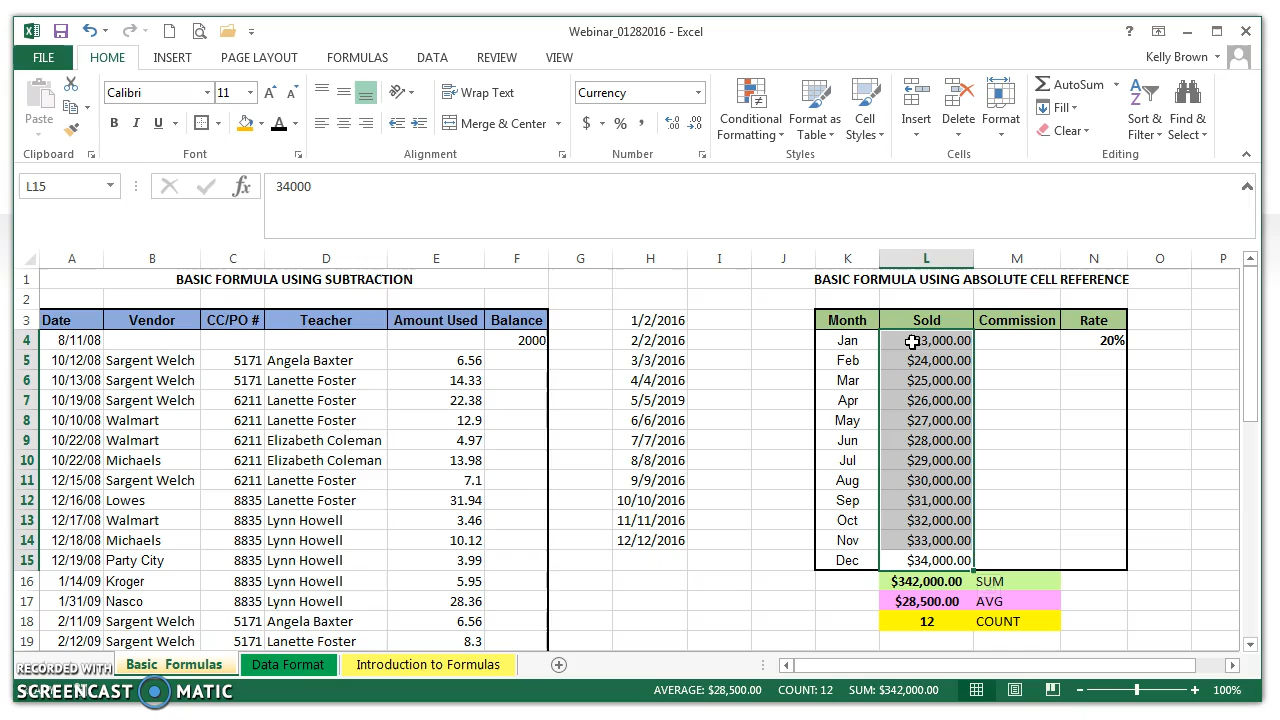 Webinar_01282016 - Excel
FILE HOME INSERT PAGE LAYOUT FORMULAS DATA REVIEW VIEW Kelly Brown
Paste
Calibri 11
Wrap Text
Merge & Center
Currency
$ % ,
Conditional Formatting
Format as Table
Cell Styles
Insert Delete Format
AutoSum
Fill
Clear
Sort & Filter
Find & Select
Clipboard Font Alignment Number Styles Cells Editing
L15 fx 34000
A B C D E F G H I J K L M N O P
1 BASIC FORMULA USING SUBTRACTION BASIC FORMULA USING ABSOLUTE CELL REFERENCE
2
3 Date Vendor CC/PO # Teacher Amount Used Balance 1/2/2016 Month Sold Commission Rate
4 8/11/08 2000 2/2/2016 Jan 3,000.00 20%
5 10/12/08 Sargent Welch 5171 Angela Baxter 6.56 3/3/2016 Feb $24,000.00
6 10/13/08 Sargent Welch 5171 Lanette Foster 14.33 4/4/2016 Mar $25,000.00
7 10/19/08 Sargent Welch 6211 Lanette Foster 22.38 5/5/2019 Apr $26,000.00
8 10/10/08 Walmart 6211 Lanette Foster 12.9 6/6/2016 May $27,000.00
9 10/22/08 Walmart 6211 Elizabeth Coleman 4.97 7/7/2016 Jun $28,000.00
10 10/22/08 Michaels 6211 Elizabeth Coleman 13.98 8/8/2016 Jul $29,000.00
11 12/15/08 Sargent Welch 8835 Lanette Foster 7.1 9/9/2016 Aug $30,000.00
12 12/16/08 Lowes 8835 Lanette Foster 31.94 10/10/2016 Sep $31,000.00
13 12/17/08 Walmart 8835 Lynn Howell 3.46 11/11/2016 Oct $32,000.00
14 12/18/08 Michaels 8835 Lynn Howell 10.12 12/12/2016 Nov $33,000.00
15 12/19/08 Party City 8835 Lynn Howell 3.99 Dec $34,000.00
16 1/14/09 Kroger 8835 Lynn Howell 5.95 $342,000.00 SUM
17 1/31/09 Nasco 8835 Lynn Howell 28.36 $28,500.00 AVG
18 2/11/09 Sargent Welch 5171 Angela Baxter 6.56 12 COUNT
19 2/12/09 Sargent Welch 5171 Lanette Foster 8.3
Basic Formulas Data Format Introduction to Formulas
RECORDED WITH
SCREENCAST MATIC
AVERAGE: $28,500.00 COUNT: 12 SUM: $342,000.00 100%